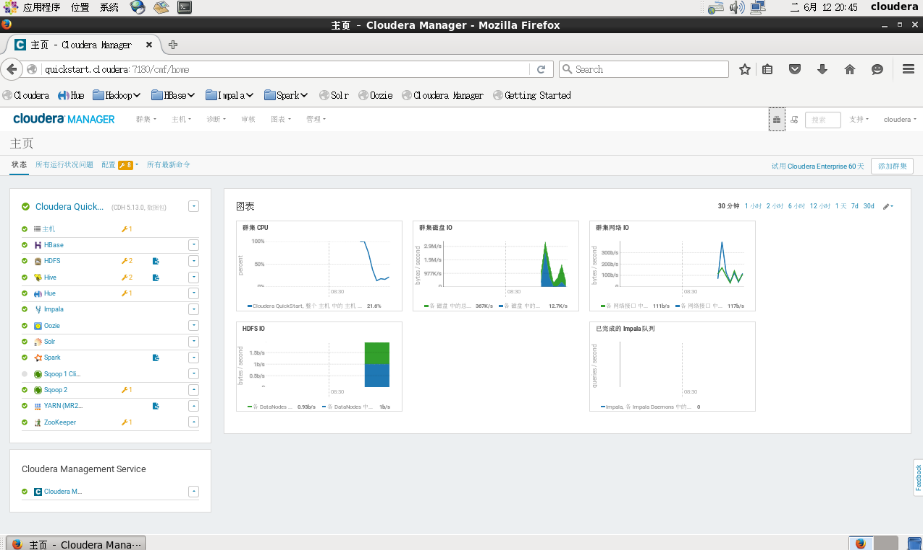 应用程序 位置 系统 二 6月 12 20:45 cloudera
主页 - Cloudera Manager - Mozilla Firefox
主页 - Cloudera Manager
quickstart.cloudera:7180/cmf/home Search
Cloudera Hue Hadoop HBase Impala Spark Solr Oozie Cloudera Manager Getting Started
cloudera MANAGER 群集 主机 诊断 审核 图表 管理 搜索 支持 cloudera
主页
状态 所有运行状况问题 配置 8 所有最新命令 试用 Cloudera Enterprise 60 天 添加群集
Cloudera Quick... (CDH 5.13.0, 
主机 1
HBase
HDFS 2
Hive 2
Hue 1
Impala
Oozie
Solr
Spark
Sqoop 1 Cli...
Sqoop 2 1
YARN (MR2...
ZooKeeper 1
Cloudera Management Service
Cloudera M...
图表 30 分钟 1 小时 2 小时 6 小时 12 小时 1 天 7d 30d
群集 CPU
percent
100%
50%
0%
08:30
Cloudera QuickStart, 整个 主机 中的 主机 ... 21.6%
群集磁盘 IO
bytes / second
2.9M/s
1.9M/s
977K/s
0
08:30
各 磁盘 中的总... 367K/s 各 磁盘 中的... 12.7K/s
群集网络 IO
bytes / second
300b/s
200b/s
100b/s
0
08:30
各 网络接口 中... 111b/s 各 网络接口 中... 117b/s
HDFS IO
bytes / second
1.5b/s
1b/s
0.5b/s
0
08:30
各 DataNodes ... 0.93b/s 各 DataNodes 中... 1b/s
已完成的 Impala 队列
queries / second
08:30
Impala, 各 Impala Daemons 中的... 0
Feedback
主页 - Cloudera Mana...